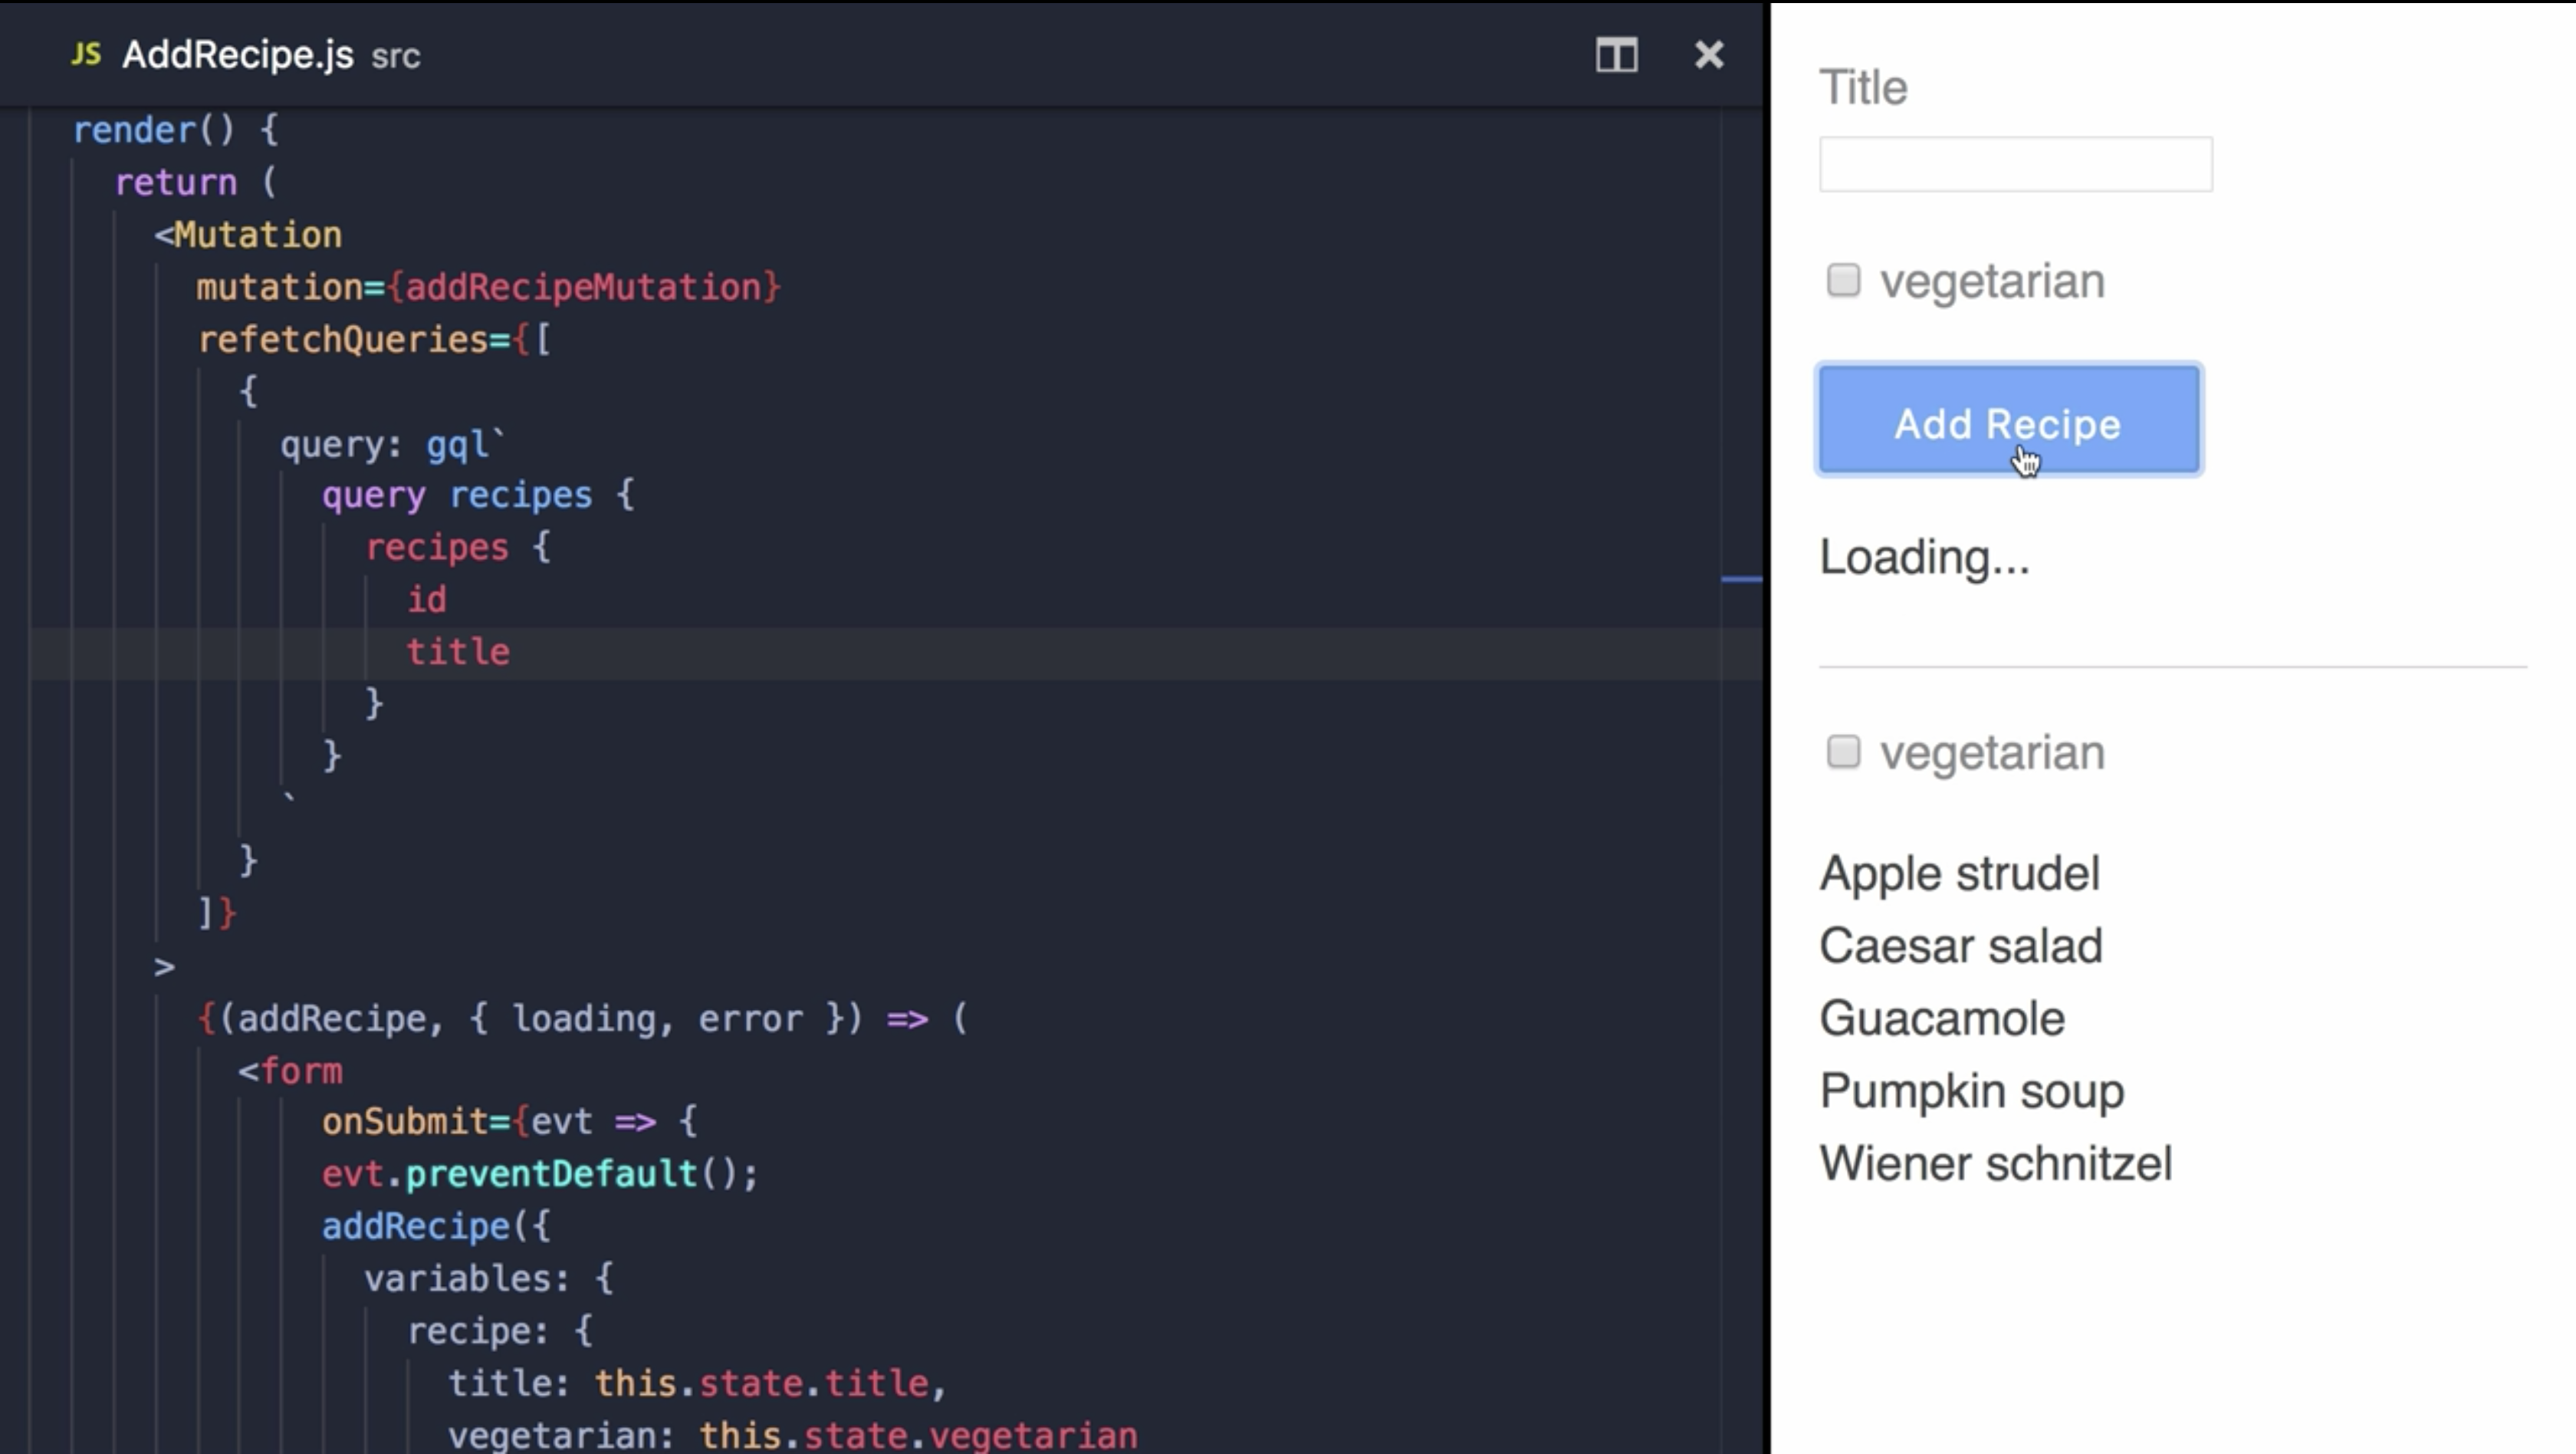 JS AddRecipe.js src
render() {
return (
<Mutation
mutation={addRecipeMutation}
refetchQueries={[
{
query: gql`
query recipes {
recipes {
id
title
}
}
`
}
]}
>
{(addRecipe, { loading, error }) => (
<form
onSubmit={evt => {
evt.preventDefault();
addRecipe({
variables: {
recipe: {
title: this.state.title,
vegetarian: this.state.vegetarian
Title
vegetarian
Add Recipe
Loading...
vegetarian
Apple strudel
Caesar salad
Guacamole
Pumpkin soup
Wiener schnitzel